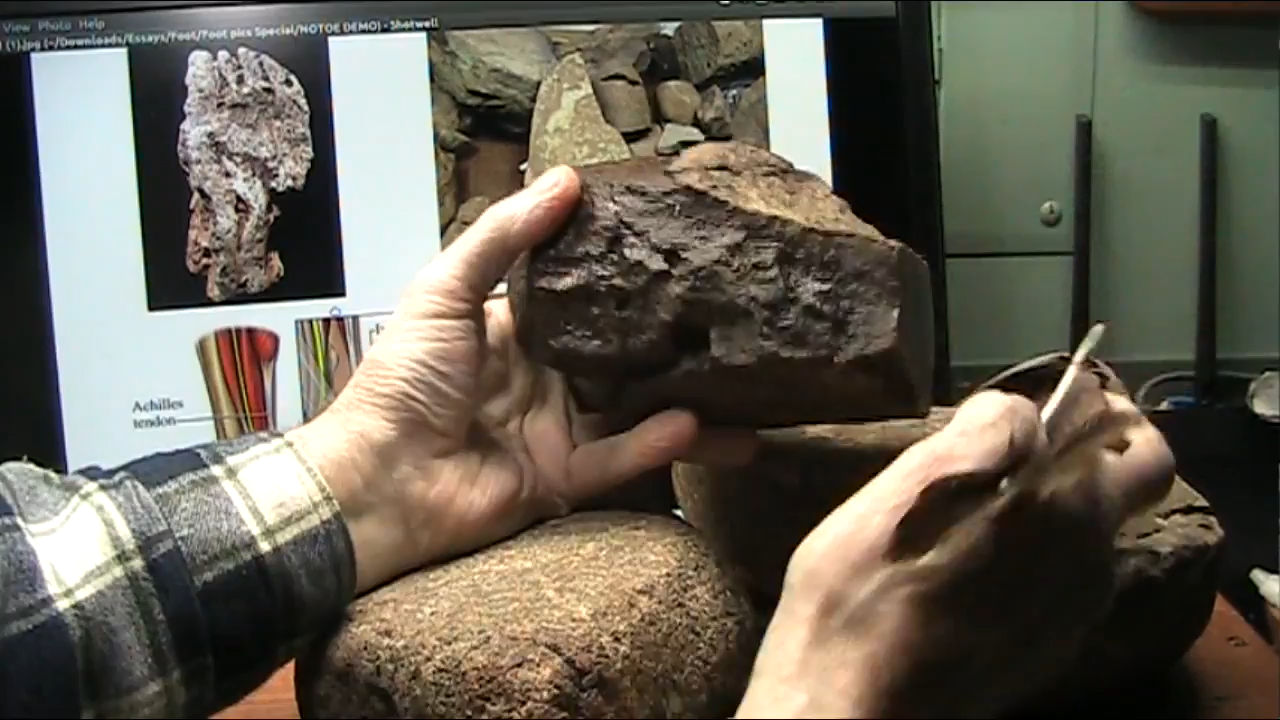 View Photo Help
(1).jpg (~/Downloads/Essays/Foot/Foot pics Special/NOTOE DEMO) - Shotwell
Achilles
tendon